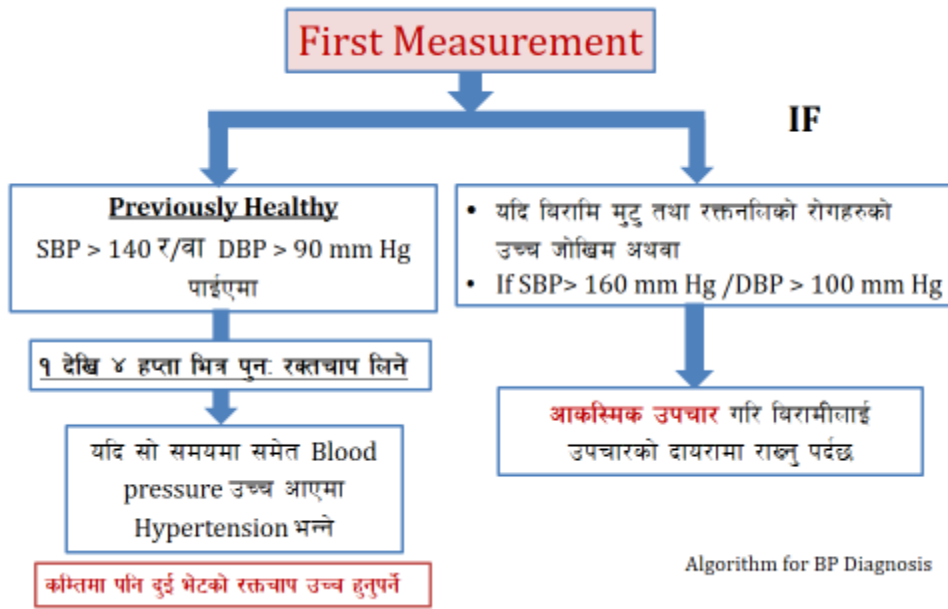 First Measurement
IF
Previously Healthy
SBP > 140 र/वा DBP > 90 mm Hg
पाईएमा
१ देखि ४ हप्ता भित्र पुन: रक्तचाप लिने
यदि सो समयमा समेत Blood
pressure उच्च आएमा
Hypertension भन्ने
कम्तिमा पनि दुई भेटको रक्तचाप उच्च हुनुपर्ने
• यदि बिरामि मुटु तथा रक्तनलिको रोगहरुको
उच्च जोखिम अथवा
• If SBP> 160 mm Hg /DBP > 100 mm Hg
आकस्मिक उपचार गरि बिरामीलाई
उपचारको दायरामा राख्नु पर्दछ
Algorithm for BP Diagnosis